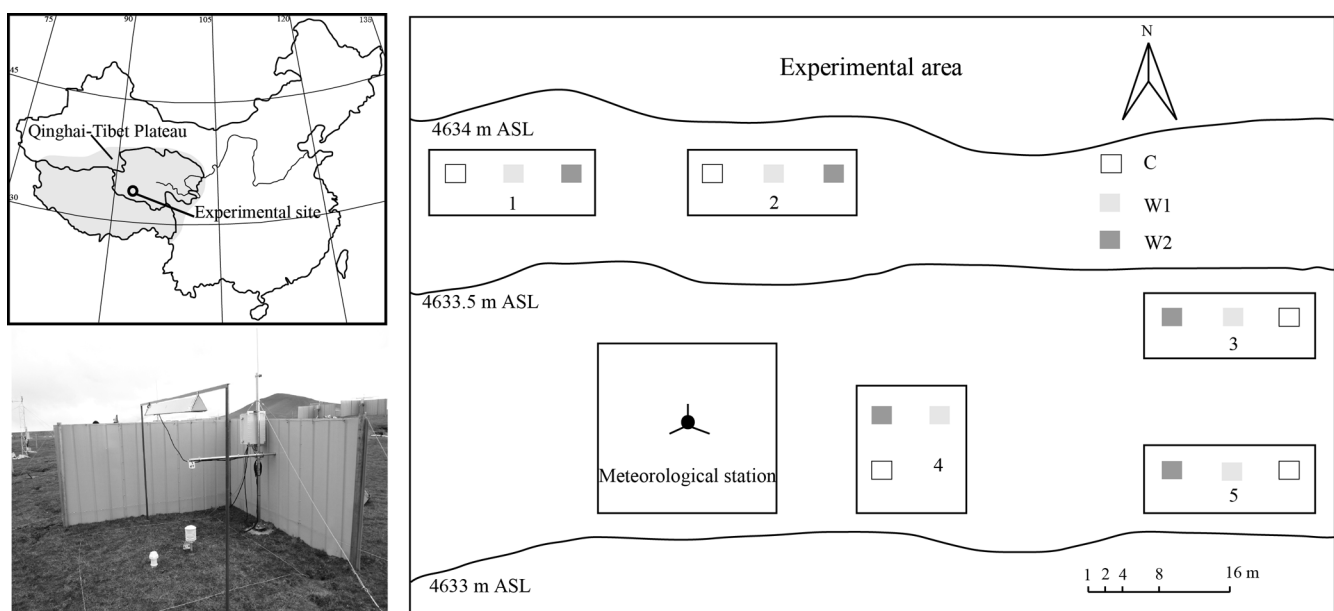 75
90
105
120
135
45
30
Qinghai-Tibet Plateau
Experimental site
Experimental area
N
4634 m ASL
C
W1
W2
1
2
4633.5 m ASL
3
Meteorological station
4
5
4633 m ASL
1 2 4 8 16 m